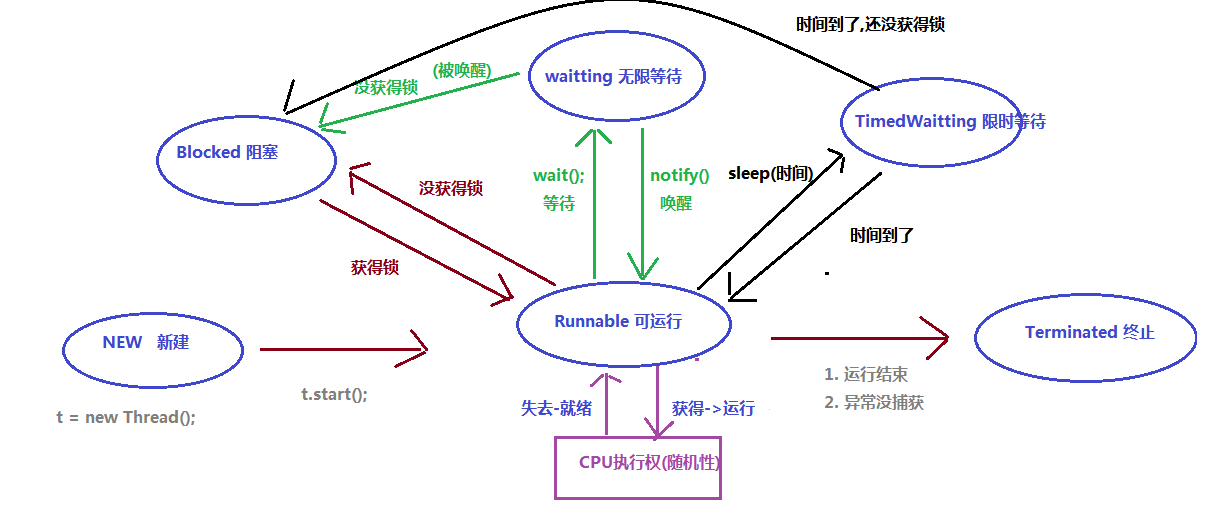 时间到了,还没获得锁
(被唤醒)
没获得锁
waitting 无限等待
TimedWaitting 限时等待
Blocked 阻塞
wait();
等待
notify()
唤醒
sleep(时间)
没获得锁
时间到了
获得锁
NEW 新建
Runnable 可运行
Terminated 终止
t.start();
t = new Thread();
1. 运行结束
2. 异常没捕获
失去-就绪
获得->运行
CPU执行权(随机性)